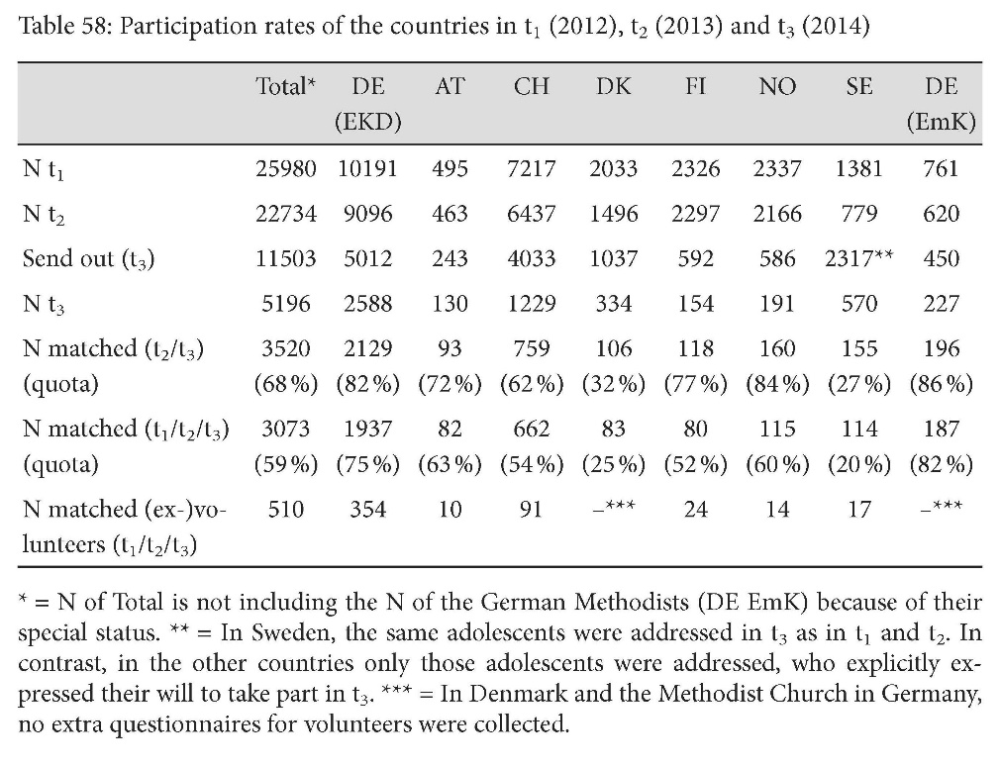 Table 58: Participation rates of the countries in t₁ (2012), t₂ (2013) and t₃ (2014)
Total* DE AT CH DK FI NO SE DE
(EKD) (EmK)
N t₁ 25980 10191 495 7217 2033 2326 2337 1381 761
N t₂ 22734 9096 463 6437 1496 2297 2166 779 620
Send out (t₃) 11503 5012 243 4033 1037 592 586 2317** 450
N t₃ 5196 2588 130 1229 334 154 191 570 227
N matched (t₂/t₃) 3520 2129 93 759 106 118 160 155 196
(quota) (68 %) (82 %) (72 %) (62 %) (32 %) (77 %) (84 %) (27 %) (86 %)
N matched (t₁/t₂/t₃) 3073 1937 82 662 83 80 115 114 187
(quota) (59 %) (75 %) (63 %) (54 %) (25 %) (52 %) (60 %) (20 %) (82 %)
N matched (ex-)vo- 510 354 10 91 –*** 24 14 17 –***
lunteers (t₁/t₂/t₃)
* = N of Total is not including the N of the German Methodists (DE EmK) because of their
special status. ** = In Sweden, the same adolescents were addressed in t₃ as in t₁ and t₂. In
contrast, in the other countries only those adolescents were addressed, who explicitly ex-
pressed their will to take part in t₃. *** = In Denmark and the Methodist Church in Germany,
no extra questionnaires for volunteers were collected.